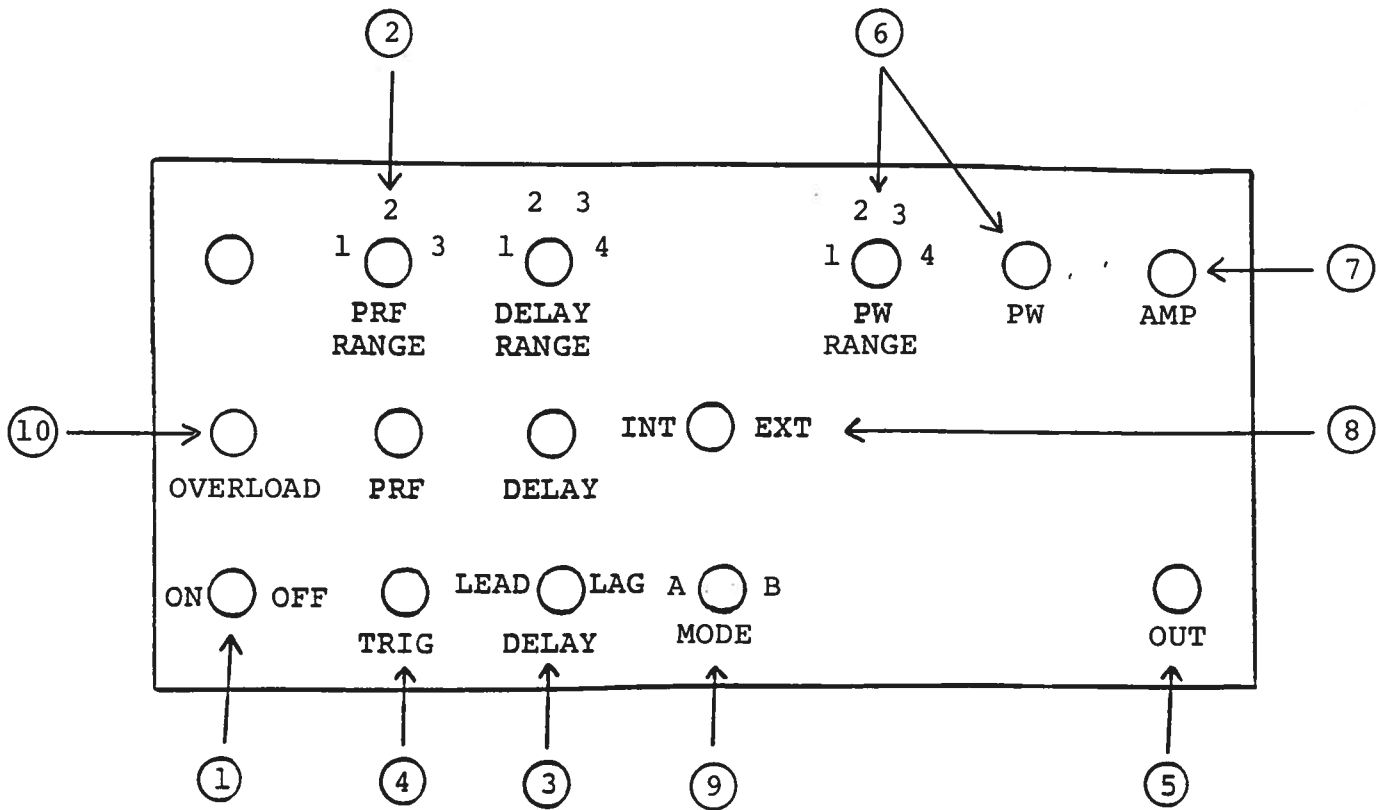 2 6
2 2 3 2 3
1 3 1 4 1 4 7
PRF DELAY PW PW AMP
RANGE RANGE RANGE
10 INT EXT 8
OVERLOAD PRF DELAY
ON OFF LEAD LAG A B
TRIG DELAY MODE OUT
1 4 3 9 5